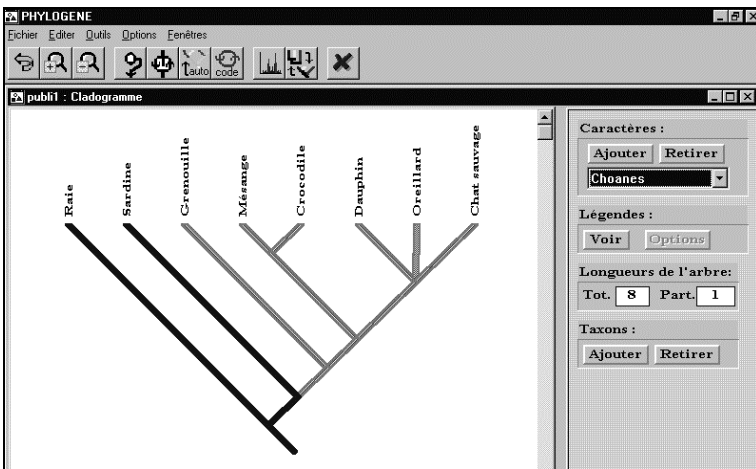 PHYLOGENE
Fichier Editer Outils Options Fenêtres
auto code
publi1 : Cladogramme
Raie
Sardine
Grenouille
Mésange
Crocodile
Dauphin
Oreillard
Chat sauvage
Caractères :
Ajouter Retirer
Choanes
Légendes :
Voir Options
Longueurs de l'arbre:
Tot. 8 Part. 1
Taxons :
Ajouter Retirer